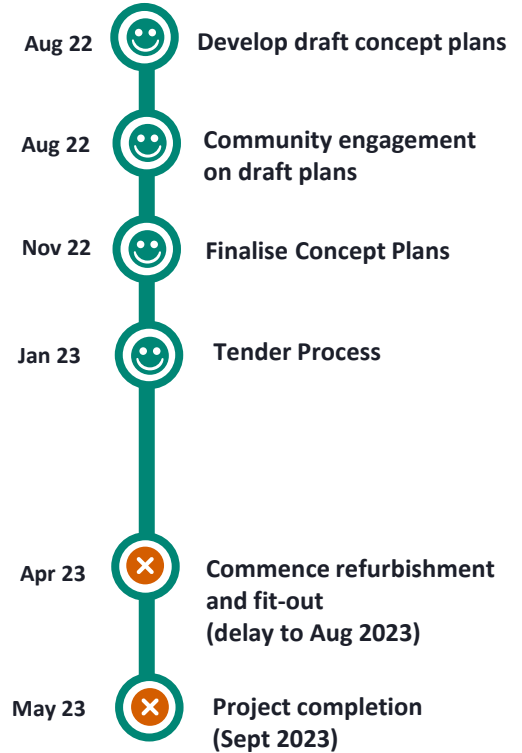 Aug 22
Develop draft concept plans
Aug 22
Community engagement
on draft plans
Nov 22
Finalise Concept Plans
Jan 23
Tender Process
Apr 23
Commence refurbishment
and fit-out
(delay to Aug 2023)
May 23
Project completion
(Sept 2023)